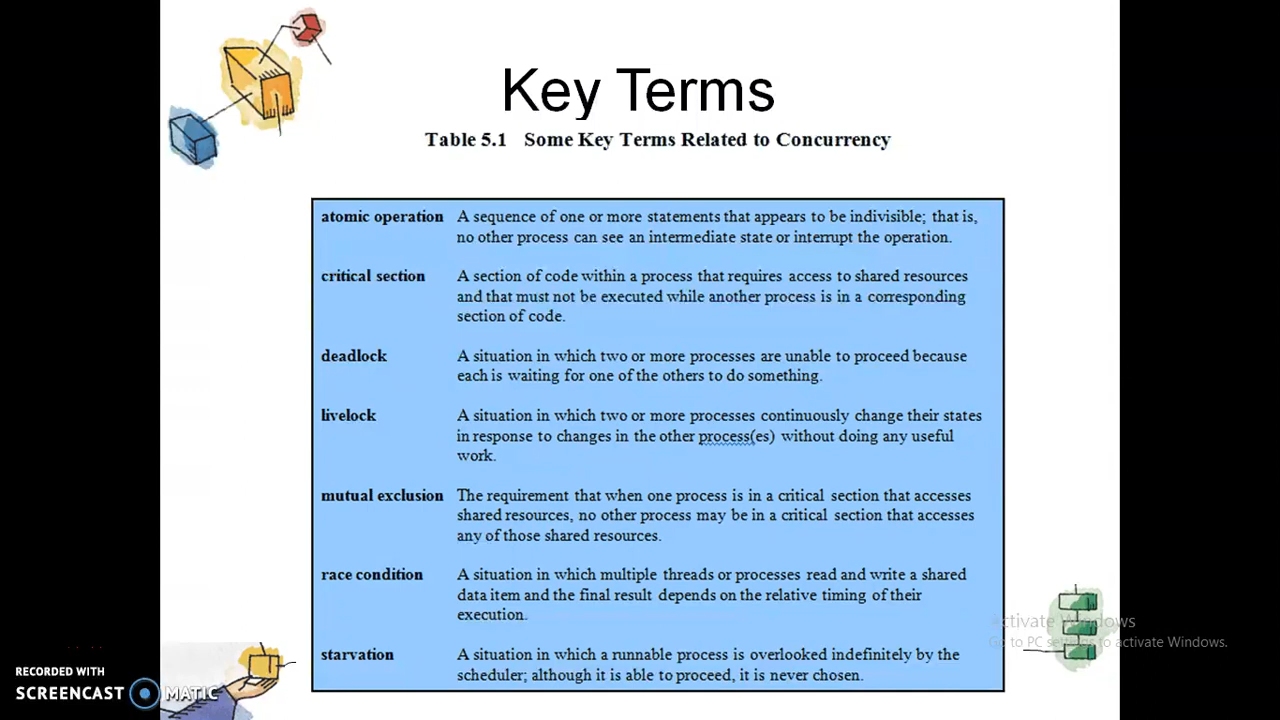 Key Terms
Table 5.1 Some Key Terms Related to Concurrency
atomic operation A sequence of one or more statements that appears to be indivisible; that is,
no other process can see an intermediate state or interrupt the operation.
critical section A section of code within a process that requires access to shared resources
and that must not be executed while another process is in a corresponding
section of code.
deadlock A situation in which two or more processes are unable to proceed because
each is waiting for one of the others to do something.
livelock A situation in which two or more processes continuously change their states
in response to changes in the other process(es) without doing any useful
work.
mutual exclusion The requirement that when one process is in a critical section that accesses
shared resources, no other process may be in a critical section that accesses
any of those shared resources.
race condition A situation in which multiple threads or processes read and write a shared
data item and the final result depends on the relative timing of their
execution.
starvation A situation in which a runnable process is overlooked indefinitely by the
scheduler; although it is able to proceed, it is never chosen.
Activate Windows
Go to PC settings to activate Windows.
RECORDED WITH
SCREENCAST MATIC